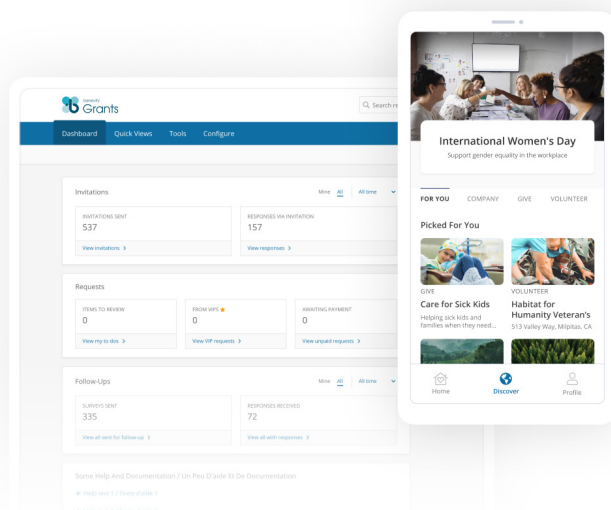 benevity
Grants
Search re
Dashboard Quick Views Tools Configure
Invitations Mine All All time
INVITATIONS SENT
537
View invitations >
RESPONSES VIA INVITATION
157
View responses >
Requests
ITEMS TO REVIEW
0
View my to dos >
FROM VIPS
0
View VIP requests >
AWAITING PAYMENT
0
View unpaid requests >
Follow-Ups Mine All All time
SURVEYS SENT
335
View all sent for follow-up >
RESPONSES RECEIVED
72
View all with responses >
Some Help And Documentation / Un Peu D'aide Et De Documentation
International Women's Day
Support gender equality in the workplace
FOR YOU COMPANY GIVE VOLUNTEER
Picked For You
GIVE
Care for Sick Kids
Helping sick kids and
families when they need...
VOLUNTEER
Habitat for
Humanity Veteran's
513 Valley Way, Milpitas, CA
Home Discover Profile